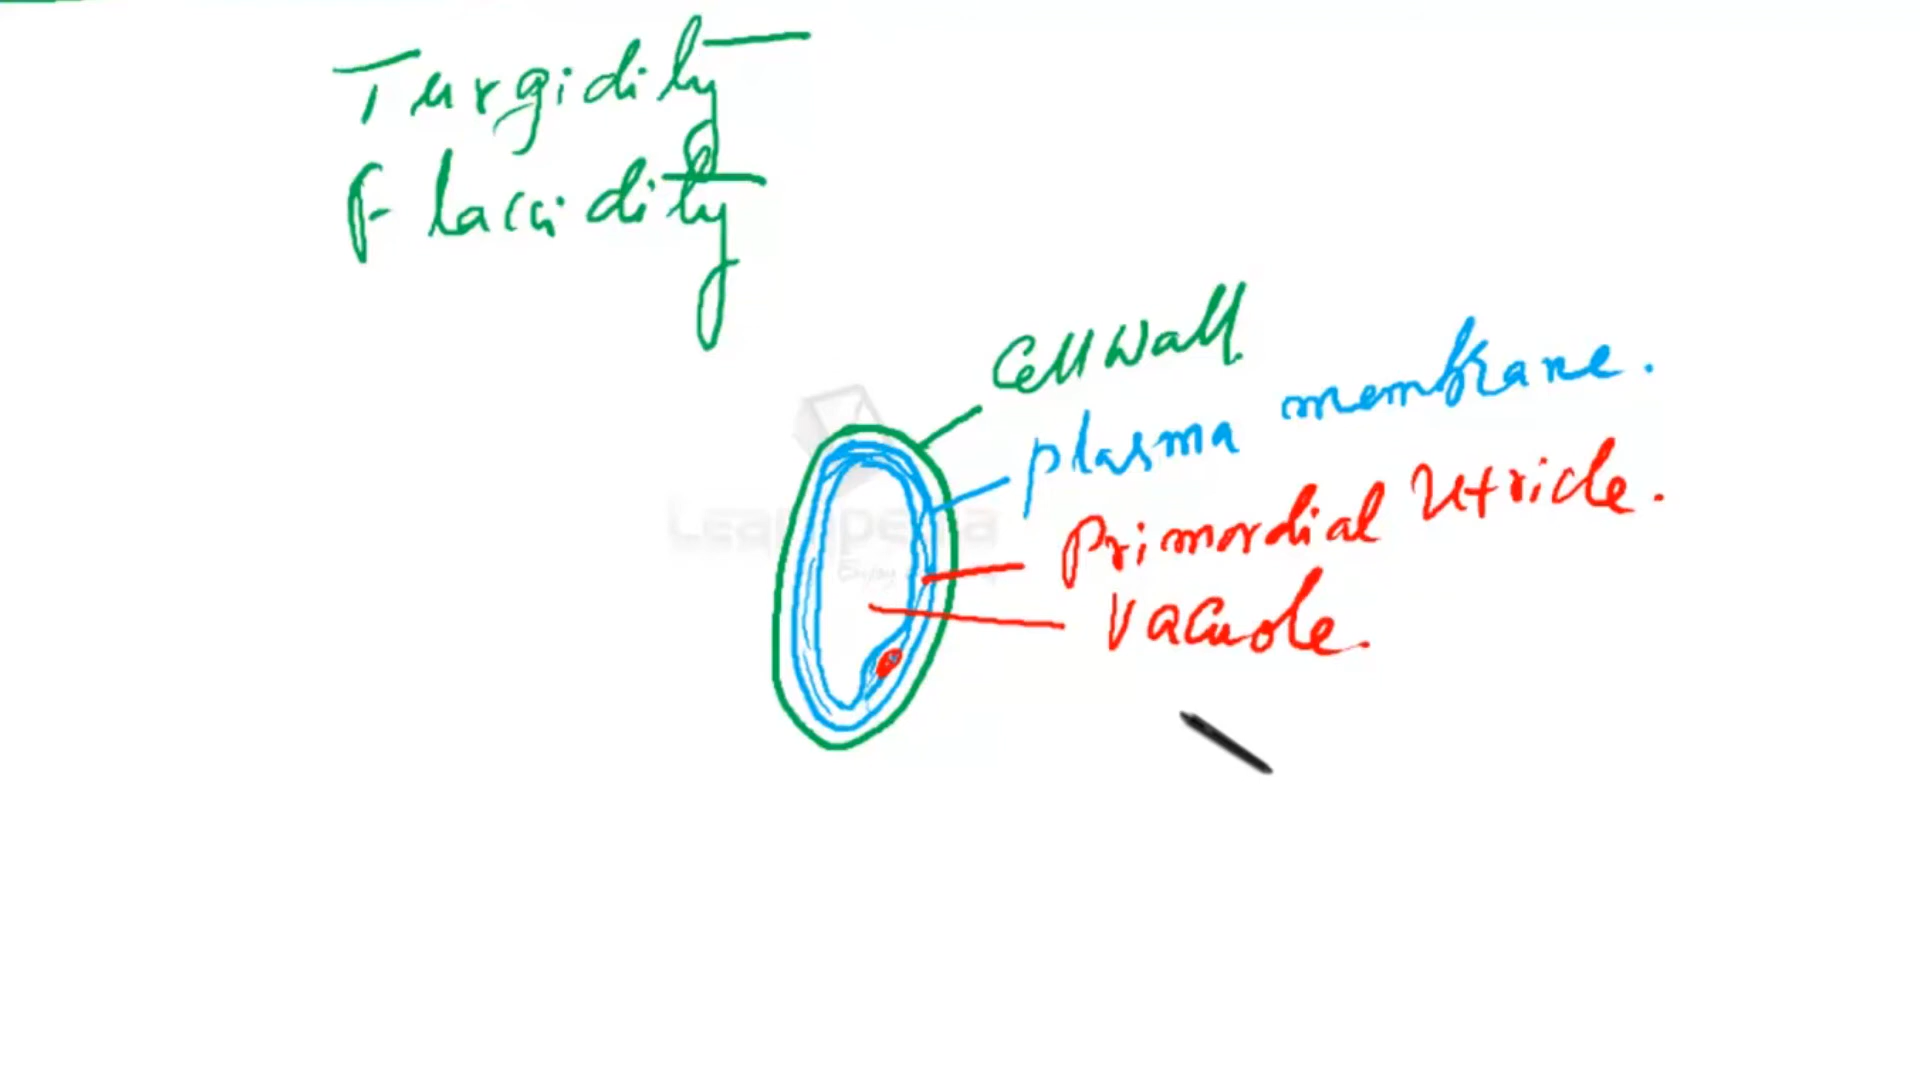 Turgidity
Flaccidity
Cell Wall.
plasma membrane.
Primordial Utricle.
Vacuole.